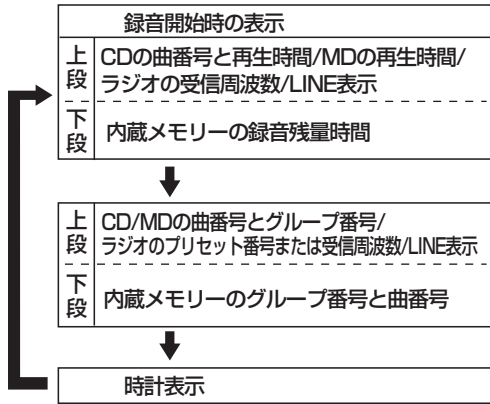 録音開始時の表示
上段
CDの曲番号と再生時間/MDの再生時間/
ラジオの受信周波数/LINE表示
下段
内蔵メモリーの録音残量時間
上段
CD/MDの曲番号とグループ番号/
ラジオのプリセット番号または受信周波数/LINE表示
下段
内蔵メモリーのグループ番号と曲番号
時計表示